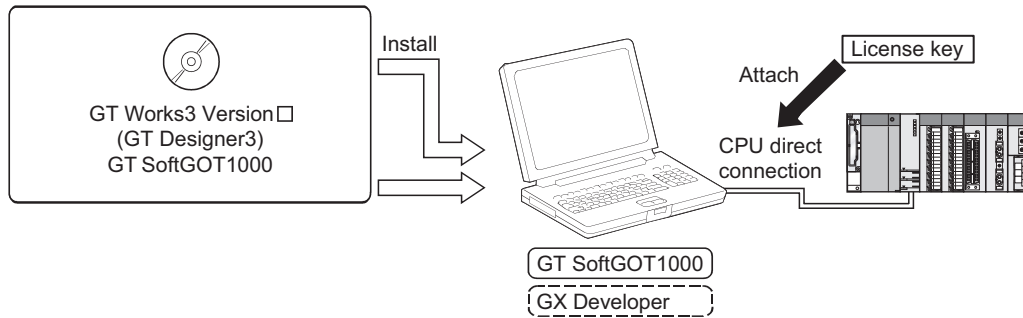 GT Works3 Version□
(GT Designer3)
GT SoftGOT1000
Install
License key
Attach
CPU direct
connection
GT SoftGOT1000
GX Developer